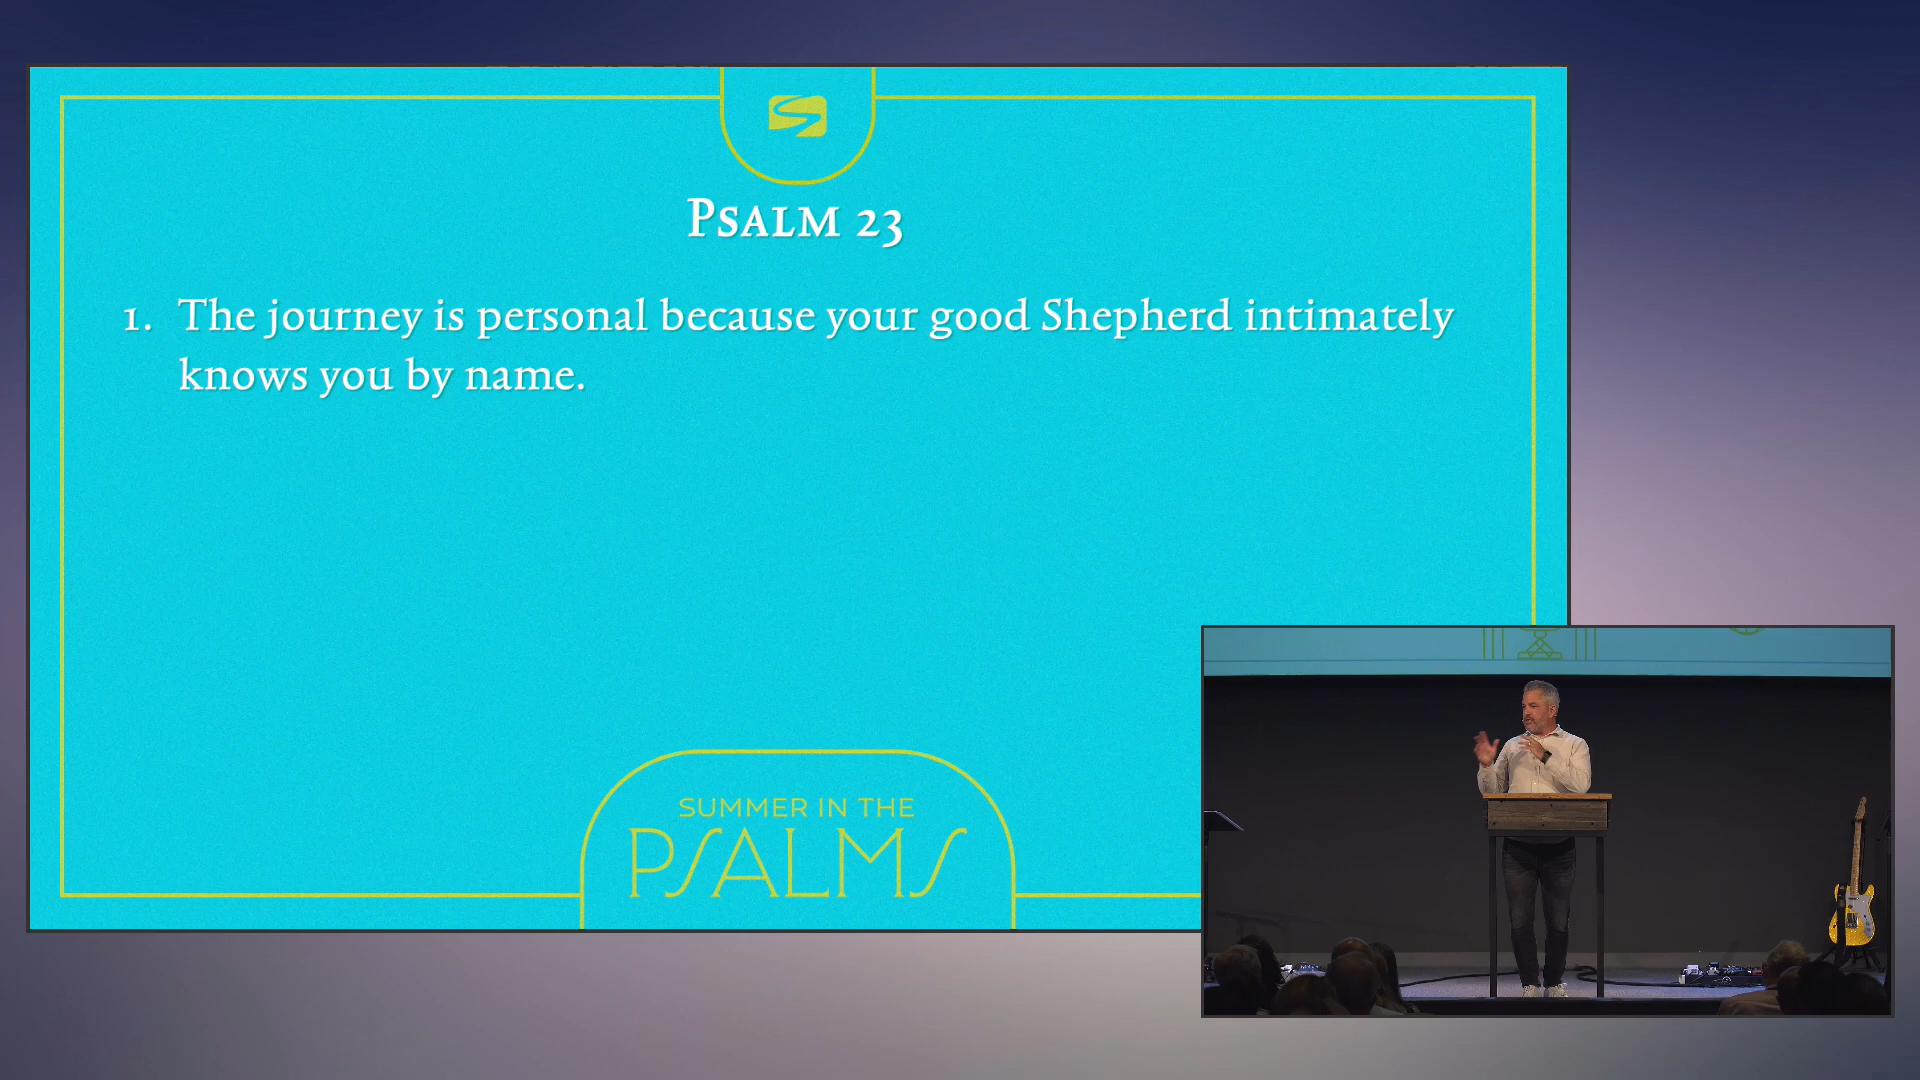 PSALM 23
1. The journey is personal because your good Shepherd intimately
knows you by name.
SUMMER IN THE
PSALMS